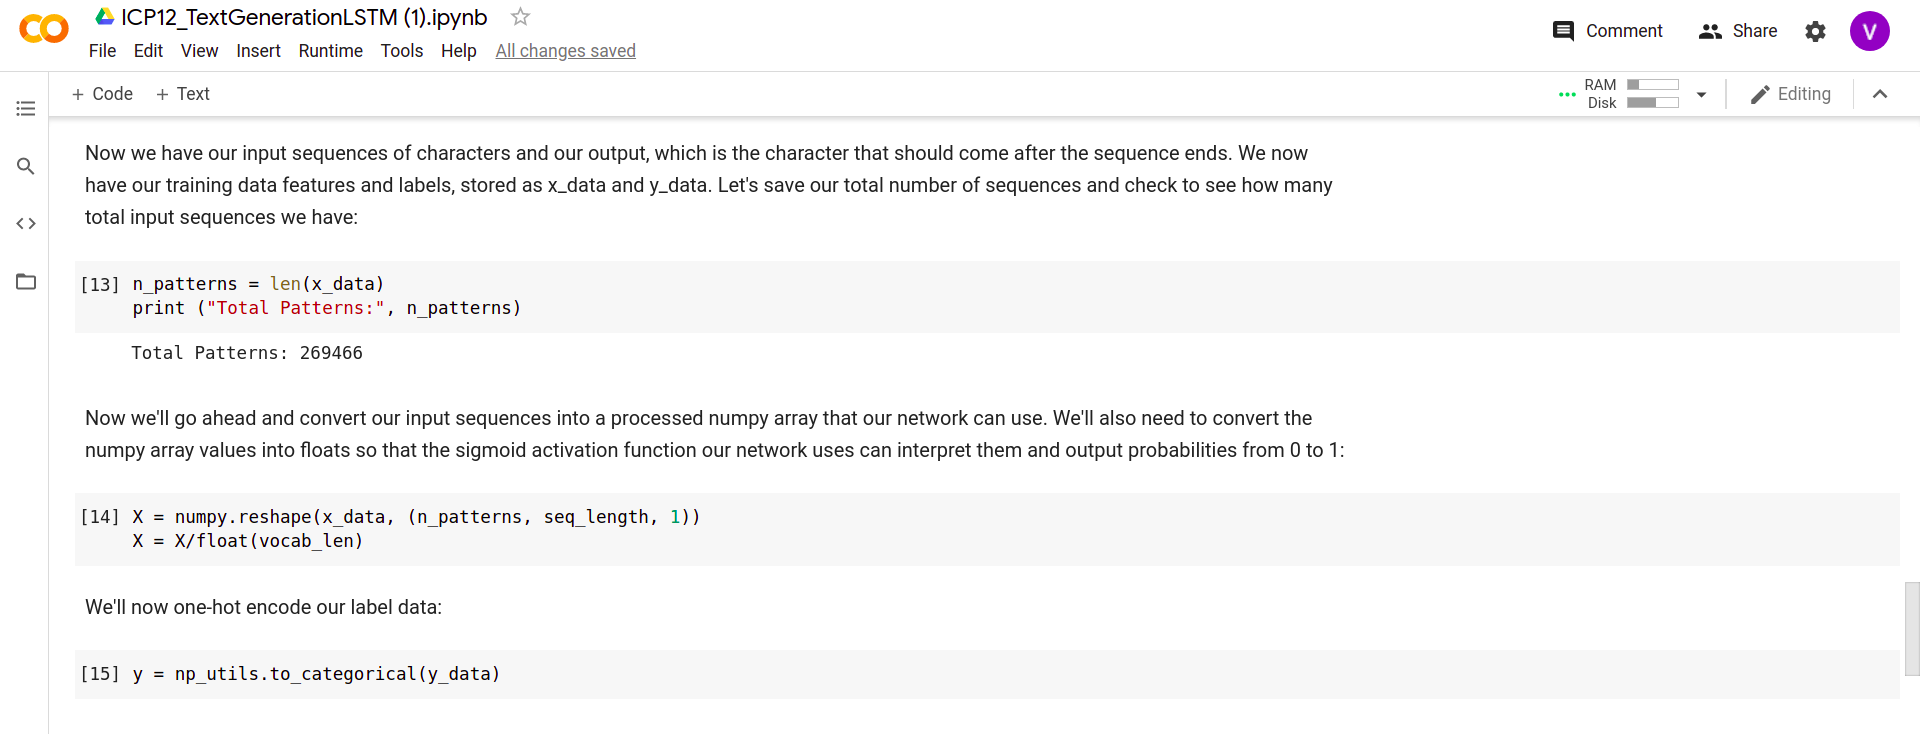 ICP12_TextGenerationLSTM (1).ipynb
File Edit View Insert Runtime Tools Help All changes saved
Comment Share V
+ Code + Text
RAM
Disk
Editing
Now we have our input sequences of characters and our output, which is the character that should come after the sequence ends. We now
have our training data features and labels, stored as x_data and y_data. Let's save our total number of sequences and check to see how many
total input sequences we have:
[13] n_patterns = len(x_data)
print ("Total Patterns:", n_patterns)
Total Patterns: 269466
Now we'll go ahead and convert our input sequences into a processed numpy array that our network can use. We'll also need to convert the
numpy array values into floats so that the sigmoid activation function our network uses can interpret them and output probabilities from 0 to 1:
[14] X = numpy.reshape(x_data, (n_patterns, seq_length, 1))
X = X/float(vocab_len)
We'll now one-hot encode our label data:
[15] y = np_utils.to_categorical(y_data)